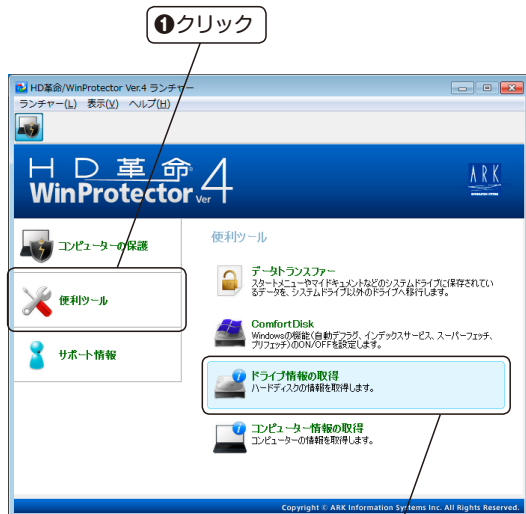 ❶クリック
HD革命/WinProtector Ver.4 ランチャー
ランチャー(L) 表示(V) ヘルプ(H)
HD革命
WinProtector Ver 4
ARK
INFORMATION SYSTEMS
コンピューターの保護
便利ツール
サポート情報
便利ツール
データトランスファー
スタートメニューやマイドキュメントなどのシステムドライブに保存されてい
るデータを、システムドライブ以外のドライブへ移行します。
ComfortDisk
Windowsの機能(自動デフラグ、インデックスサービス、スーパーフェッチ、
プリフェッチ)のON/OFFを設定します。
ドライブ情報の取得
ハードディスクの情報を取得します。
コンピューター情報の取得
コンピューターの情報を取得します。
Copyright © ARK Information Systems Inc. All Rights Reserved.